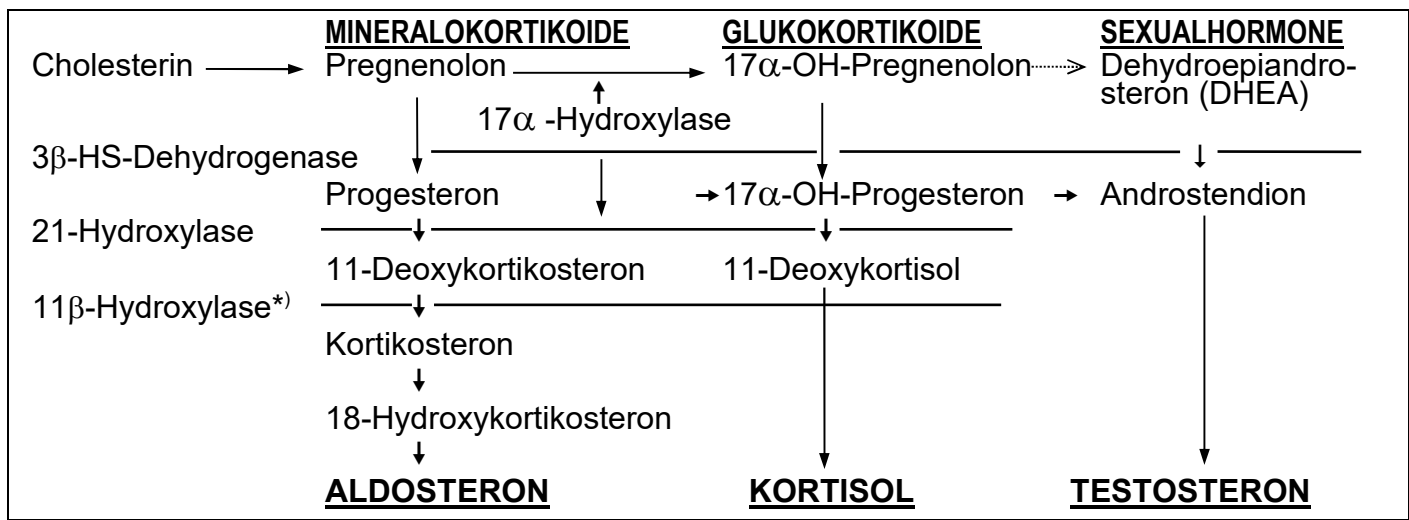 MINERALOKORTIKOIDE GLUKOKORTIKOIDE SEXUALHORMONE
Cholesterin Pregnenolon 17α-OH-Pregnenolon Dehydroepiandro-
steron (DHEA)
17α -Hydroxylase
3β-HS-Dehydrogenase
Progesteron 17α-OH-Progesteron Androstendion
21-Hydroxylase
11-Deoxykortikosteron 11-Deoxykortisol
11β-Hydroxylase*)
Kortikosteron
18-Hydroxykortikosteron
ALDOSTERON KORTISOL TESTOSTERON